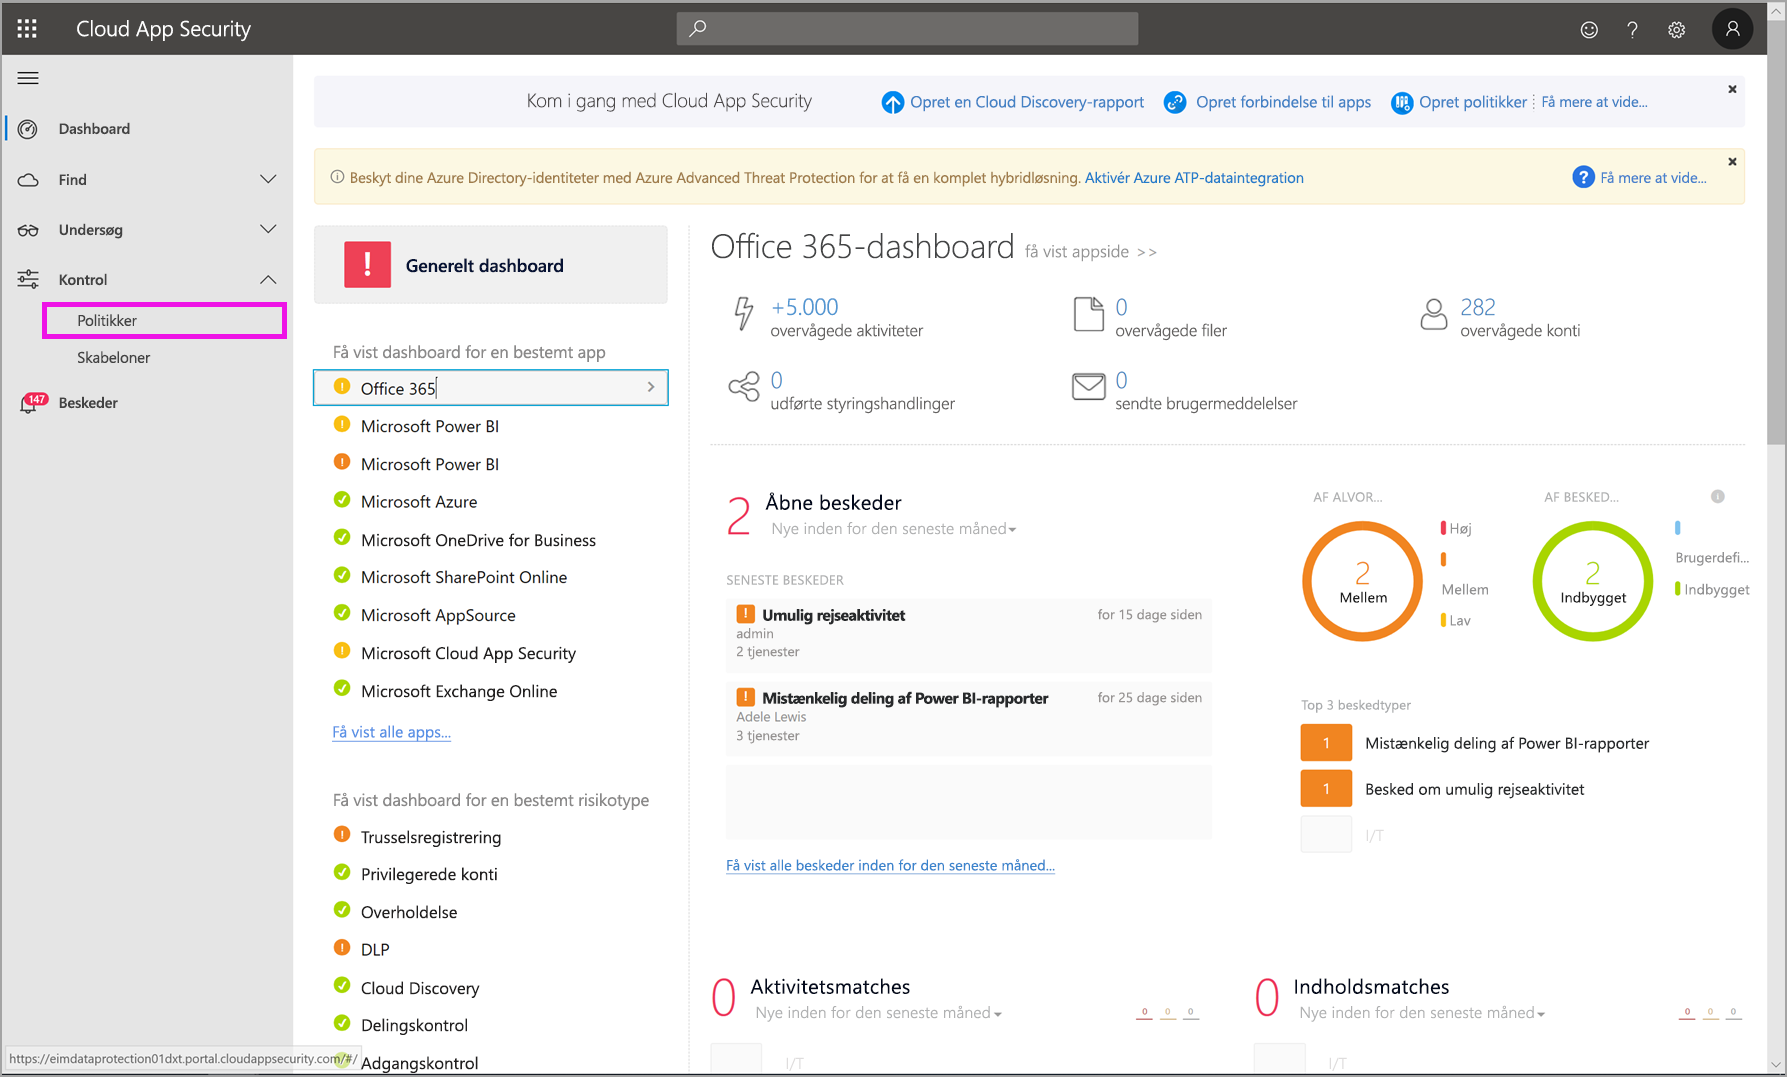 Cloud App Security
Kom i gang med Cloud App Security
Opret en Cloud Discovery-rapport
Opret forbindelse til apps
Opret politikker
Få mere at vide...
Dashboard
Find
Undersøg
Kontrol
Politikker
Skabeloner
147
Beskeder
Beskyt dine Azure Directory-identiteter med Azure Advanced Threat Protection for at få en komplet hybridløsning. Aktivér Azure ATP-dataintegration
Få mere at vide...
Generelt dashboard
Få vist dashboard for en bestemt app
Office 365
Microsoft Power BI
Microsoft Power BI
Microsoft Azure
Microsoft OneDrive for Business
Microsoft SharePoint Online
Microsoft AppSource
Microsoft Cloud App Security
Microsoft Exchange Online
Få vist alle apps...
Få vist dashboard for en bestemt risikotype
Trusselsregistrering
Privilegerede konti
Overholdelse
DLP
Cloud Discovery
Delingskontrol
Adgangskontrol
https://eimdataprotection01dxt.portal.cloudappsecurity.com/#/
Office 365-dashboard få vist appside >>
+5.000
overvågede aktiviteter
0
overvågede filer
282
overvågede konti
0
udførte styringshandlinger
0
sendte brugermeddelelser
2 Åbne beskeder
Nye inden for den seneste måned
SENESTE BESKEDER
Umulig rejseaktivitet for 15 dage siden
admin
2 tjenester
Mistænkelig deling af Power BI-rapporter for 25 dage siden
Adele Lewis
3 tjenester
Få vist alle beskeder inden for den seneste måned...
AF ALVOR...
2
Mellem
Høj
Mellem
Lav
AF BESKED...
2
Indbygget
Brugerdefi...
Indbygget
Top 3 beskedtyper
1 Mistænkelig deling af Power BI-rapporter
1 Besked om umulig rejseaktivitet
I/T
0 Aktivitetsmatches
Nye inden for den seneste måned
0 0 0
I/T
0 Indholdsmatches
Nye inden for den seneste måned
0 0 0
I/T